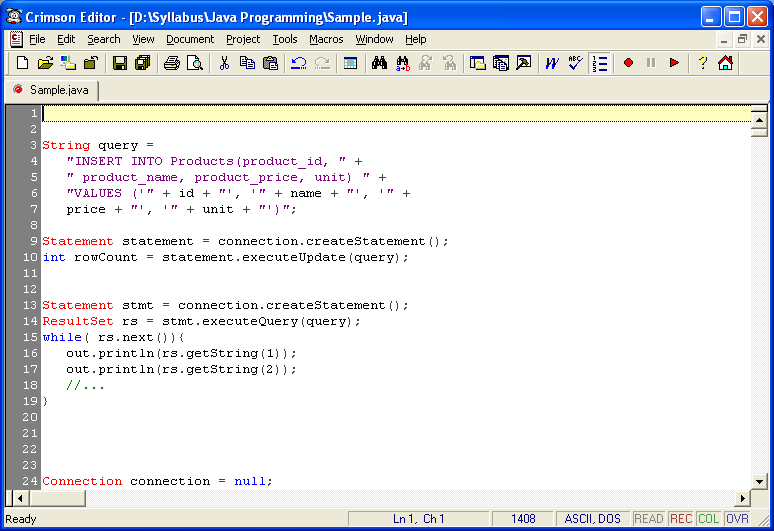 Crimson Editor - [D:\Syllabus\Java Programming\Sample.java]
File Edit Search View Document Project Tools Macros Window Help
Sample.java
1
2
3 String query =
4 "INSERT INTO Products(product_id, " +
5 " product_name, product_price, unit) " +
6 "VALUES ('" + id + "', '" + name + "', '" +
7 price + "', '" + unit + "')";
8
9 Statement statement = connection.createStatement();
10 int rowCount = statement.executeUpdate(query);
11
12
13 Statement stmt = connection.createStatement();
14 ResultSet rs = stmt.executeQuery(query);
15 while( rs.next()){
16 out.println(rs.getString(1));
17 out.println(rs.getString(2));
18 //...
19 }
20
21
22
23
24 Connection connection = null;
Ready Ln 1, Ch 1 1408 ASCII, DOS READ REC COL OVR